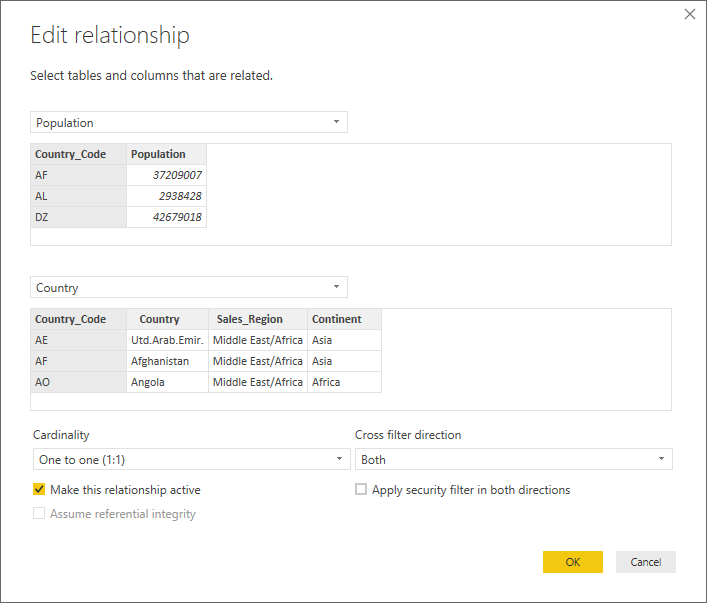 Edit relationship
Select tables and columns that are related.
Population
Country_Code Population
AF 37209007
AL 2938428
DZ 42679018
Country
Country_Code Country Sales_Region Continent
AE Utd.Arab.Emir. Middle East/Africa Asia
AF Afghanistan Middle East/Africa Asia
AO Angola Middle East/Africa Africa
Cardinality Cross filter direction
One to one (1:1) Both
Make this relationship active Apply security filter in both directions
Assume referential integrity
OK Cancel